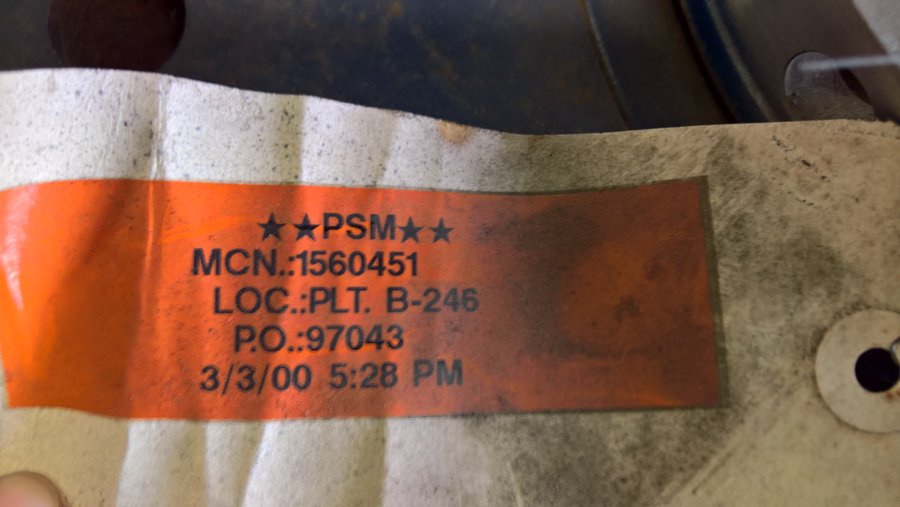 ★★PSM★★
MCN.:1560451
LOC.:PLT. B-246
P.O.:97043
3/3/00 5:28 PM